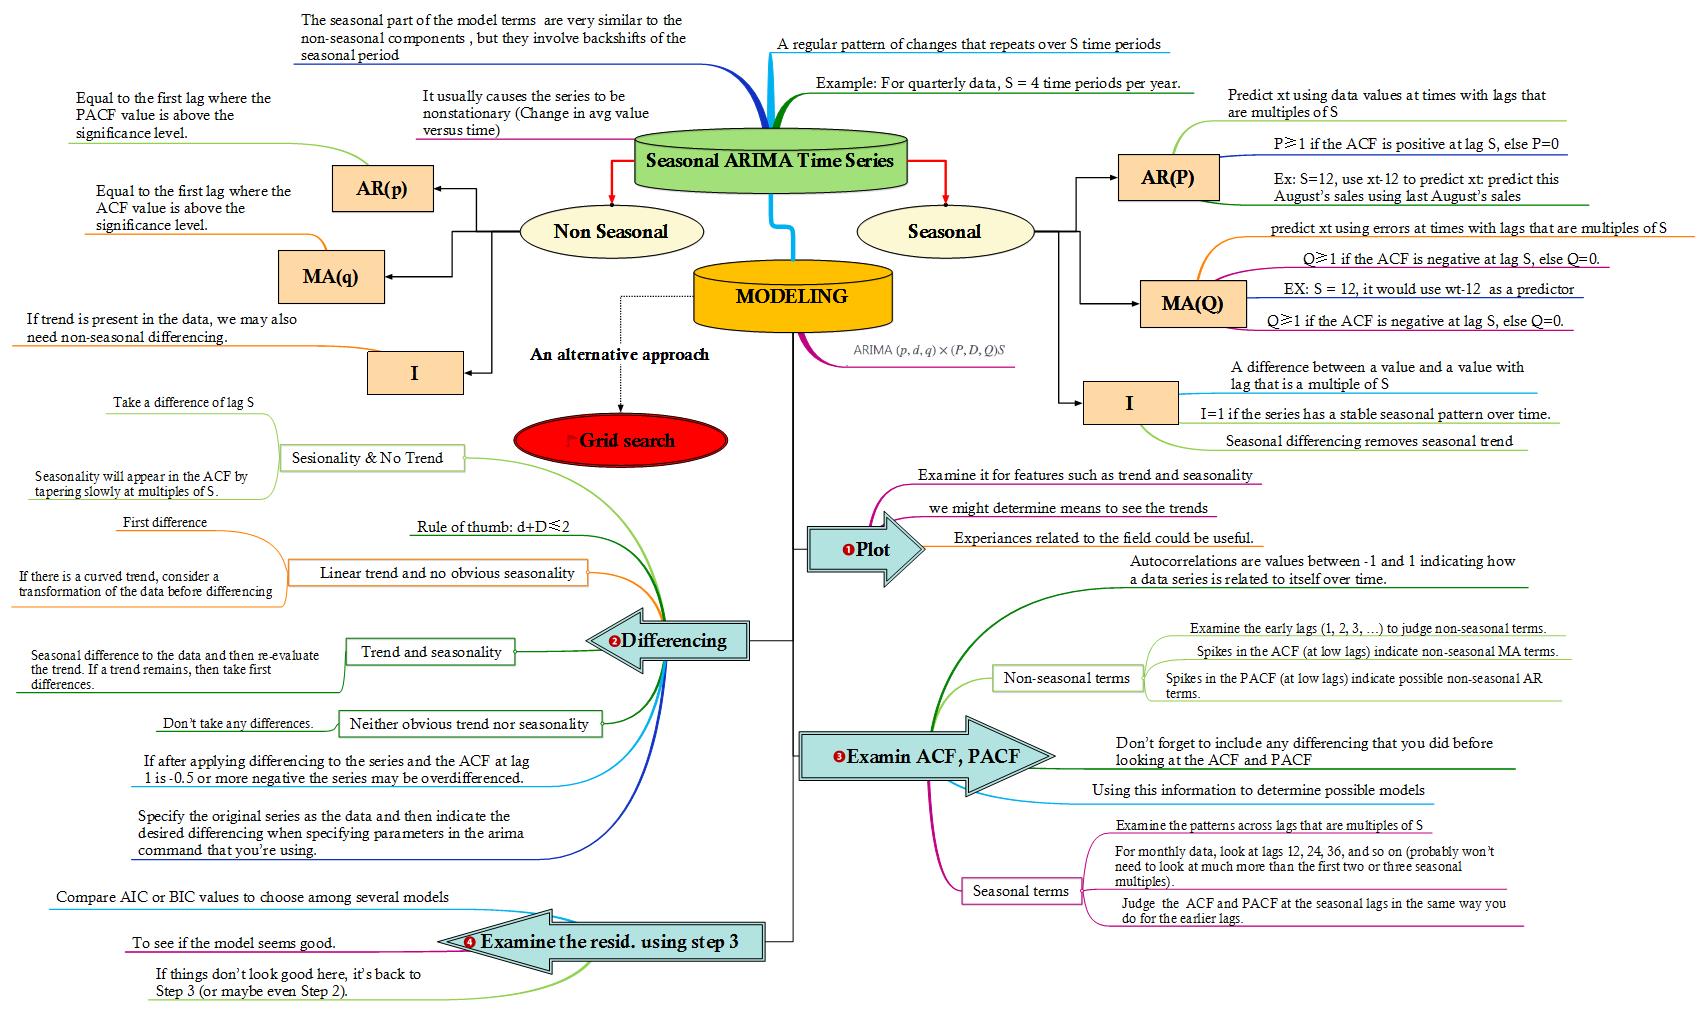 The seasonal part of the model terms are very similar to the
non-seasonal components , but they involve backshifts of the
seasonal period
A regular pattern of changes that repeats over S time periods
Example: For quarterly data, S = 4 time periods per year.
It usually causes the series to be
nonstationary (Change in avg value
versus time)
Seasonal ARIMA Time Series
Non Seasonal
Seasonal
Equal to the first lag where the
PACF value is above the
significance level.
AR(p)
Equal to the first lag where the
ACF value is above the
significance level.
MA(q)
If trend is present in the data, we may also
need non-seasonal differencing.
I
Predict xt using data values at times with lags that
are multiples of S
P≥1 if the ACF is positive at lag S, else P=0
AR(P)
Ex: S=12, use xt-12 to predict xt: predict this
August's sales using last August's sales
predict xt using errors at times with lags that are multiples of S
Q≥1 if the ACF is negative at lag S, else Q=0.
MA(Q)
EX: S = 12, it would use wt-12 as a predictor
Q≥1 if the ACF is negative at lag S, else Q=0.
A difference between a value and a value with
lag that is a multiple of S
I
I=1 if the series has a stable seasonal pattern over time.
Seasonal differencing removes seasonal trend
MODELING
ARIMA (p, d, q) × (P, D, Q)S
An alternative approach
Grid search
1 Plot
Examine it for features such as trend and seasonality
we might determine means to see the trends
Experiances related to the field could be useful.
2 Differencing
Take a difference of lag S
Sesionality & No Trend
Seasonality will appear in the ACF by
tapering slowly at multiples of S.
Rule of thumb: d+D≤2
First difference
Linear trend and no obvious seasonality
If there is a curved trend, consider a
transformation of the data before differencing
Trend and seasonality
Seasonal difference to the data and then re-evaluate
the trend. If a trend remains, then take first
differences.
Neither obvious trend nor seasonality
Don't take any differences.
If after applying differencing to the series and the ACF at lag
1 is -0.5 or more negative the series may be overdifferenced.
Specify the original series as the data and then indicate the
desired differencing when specifying parameters in the arima
command that you're using.
3 Examin ACF, PACF
Autocorrelations are values between -1 and 1 indicating how
a data series is related to itself over time.
Non-seasonal terms
Examine the early lags (1, 2, 3, …) to judge non-seasonal terms.
Spikes in the ACF (at low lags) indicate non-seasonal MA terms.
Spikes in the PACF (at low lags) indicate possible non-seasonal AR
terms.
Don't forget to include any differencing that you did before
looking at the ACF and PACF
Using this information to determine possible models
Seasonal terms
Examine the patterns across lags that are multiples of S
For monthly data, look at lags 12, 24, 36, and so on (probably won't
need to look at much more than the first two or three seasonal
multiples).
Judge the ACF and PACF at the seasonal lags in the same way you
do for the earlier lags.
4 Examine the resid. using step 3
Compare AIC or BIC values to choose among several models
To see if the model seems good.
If things don't look good here, it's back to
Step 3 (or maybe even Step 2).